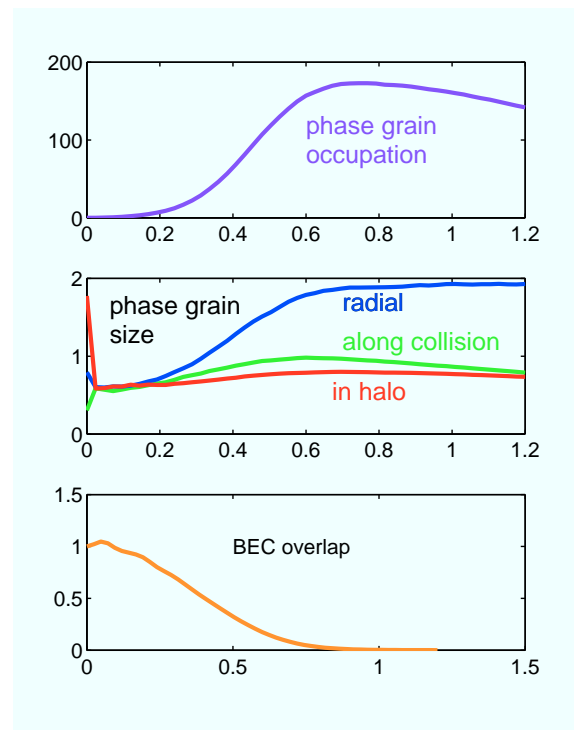 200
100
0
0 0.2 0.4 0.6 0.8 1 1.2
phase grain
occupation
2
1
0
0 0.2 0.4 0.6 0.8 1 1.2
phase grain
size
radial
along collision
in halo
1.5
1
0.5
0
0 0.5 1 1.5
BEC overlap